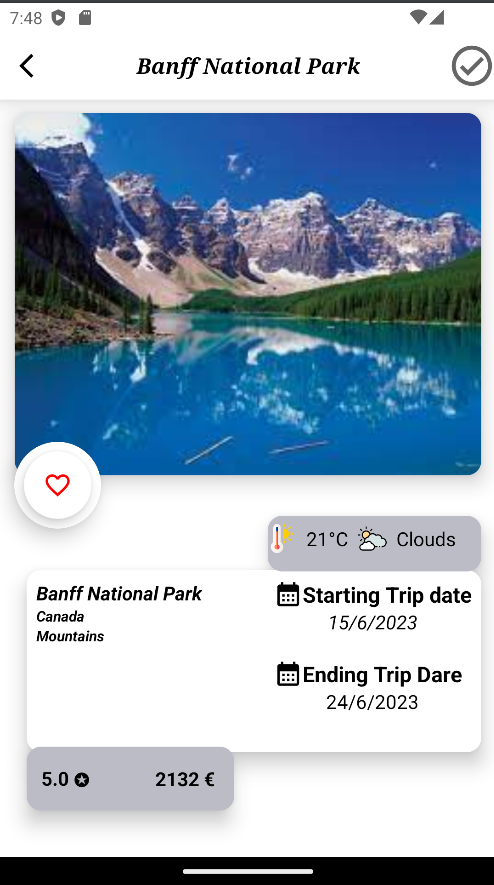 7:48
Banff National Park
21°C Clouds
Banff National Park
Canada
Mountains
Starting Trip date
15/6/2023
Ending Trip Dare
24/6/2023
5.0 2132 €